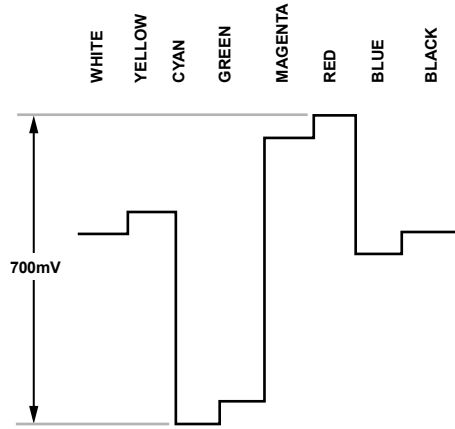 WHITE
YELLOW
CYAN
GREEN
MAGENTA
RED
BLUE
BLACK
700mV